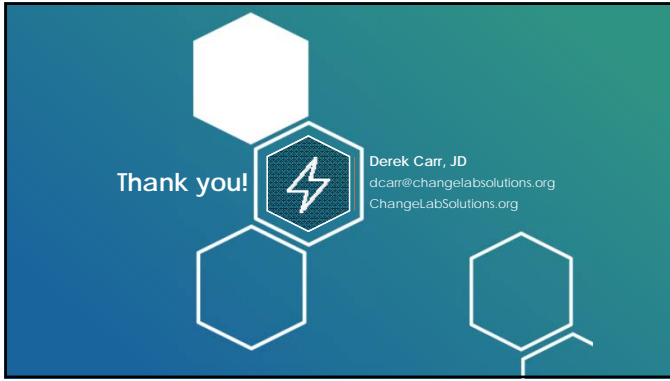 Thank you!
Derek Carr, JD
dcarr@changelabsolutions.org
ChangeLabSolutions.org